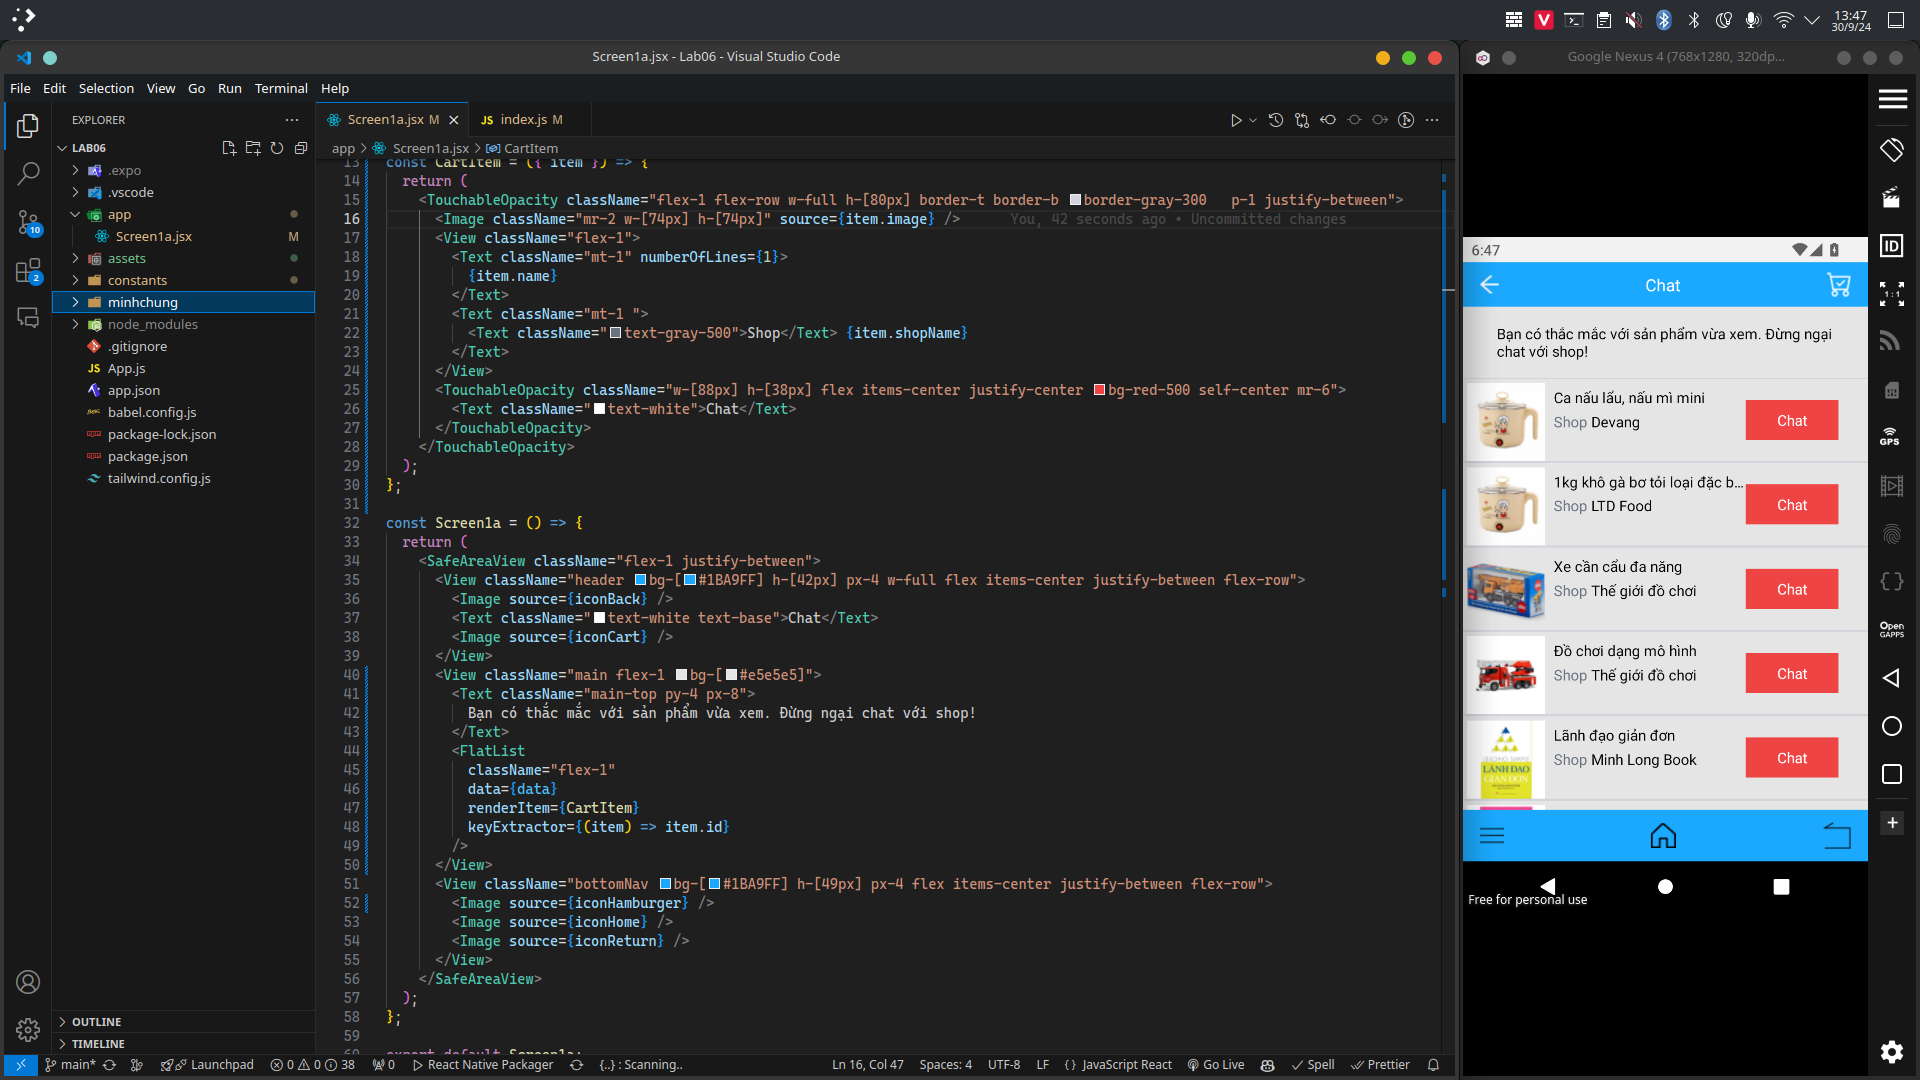 13:47
30/9/24
Screen1a.jsx - Lab06 - Visual Studio Code
File Edit Selection View Go Run Terminal Help
EXPLORER
LAB06
.expo
.vscode
app
Screen1a.jsx M
assets
constants
minhchung
node_modules
.gitignore
JS App.js
app.json
babel.config.js
package-lock.json
package.json
tailwind.config.js
OUTLINE
TIMELINE
10
2
Screen1a.jsx M
JS index.js M
app > Screen1a.jsx > CartItem
13 const CartItem = ({ item }) => {
14 return (
15 <TouchableOpacity className="flex-1 flex-row w-full h-[80px] border-t border-b border-gray-300   p-1 justify-between">
16 <Image className="mr-2 w-[74px] h-[74px]" source={item.image} /> You, 42 seconds ago • Uncommitted changes
17 <View className="flex-1">
18 <Text className="mt-1" numberOfLines={1}>
19 {item.name}
20 </Text>
21 <Text className="mt-1 ">
22 <Text className="text-gray-500">Shop</Text> {item.shopName}
23 </Text>
24 </View>
25 <TouchableOpacity className="w-[88px] h-[38px] flex items-center justify-center bg-red-500 self-center mr-6">
26 <Text className="text-white">Chat</Text>
27 </TouchableOpacity>
28 </TouchableOpacity>
29 );
30 };
31
32 const Screen1a = () => {
33 return (
34 <SafeAreaView className="flex-1 justify-between">
35 <View className="header bg-[#1BA9FF] h-[42px] px-4 w-full flex items-center justify-between flex-row">
36 <Image source={iconBack} />
37 <Text className="text-white text-base">Chat</Text>
38 <Image source={iconCart} />
39 </View>
40 <View className="main flex-1 bg-[#e5e5e5]">
41 <Text className="main-top py-4 px-8">
42 Bạn có thắc mắc với sản phẩm vừa xem. Đừng ngại chat với shop!
43 </Text>
44 <FlatList
45 className="flex-1"
46 data={data}
47 renderItem={CartItem}
48 keyExtractor={(item) => item.id}
49 />
50 </View>
51 <View className="bottomNav bg-[#1BA9FF] h-[49px] px-4 flex items-center justify-between flex-row">
52 <Image source={iconHamburger} />
53 <Image source={iconHome} />
54 <Image source={iconReturn} />
55 </View>
56 </SafeAreaView>
57 );
58 };
59
60 export default Screen1a;
main* Launchpad 0 0 38 0 React Native Packager {..} : Scanning.. Ln 16, Col 47 Spaces: 4 UTF-8 LF { } JavaScript React Go Live Spell Prettier
Google Nexus 4 (768x1280, 320dp...
6:47
Chat
Bạn có thắc mắc với sản phẩm vừa xem. Đừng ngại
chat với shop!
Ca nấu lẩu, nấu mì mini
Shop Devang
Chat
1kg khô gà bơ tỏi loại đặc b...
Shop LTD Food
Chat
Xe cần cẩu đa năng
Shop Thế giới đồ chơi
Chat
Đồ chơi dạng mô hình
Shop Thế giới đồ chơi
Chat
LÃNH ĐẠO
GIẢN ĐƠN
Lãnh đạo giản đơn
Shop Minh Long Book
Chat
Free for personal use
ID
1:1
GPS
Open
GAPPS